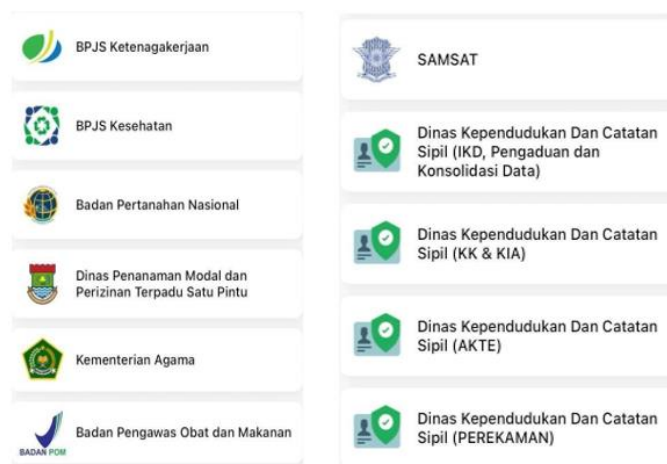 BPJS Ketenagakerjaan
BPJS Kesehatan
Badan Pertanahan Nasional
Dinas Penanaman Modal dan
Perizinan Terpadu Satu Pintu
Kementerian Agama
BADAN POM
Badan Pengawas Obat dan Makanan
SAMSAT
Dinas Kependudukan Dan Catatan
Sipil (IKD, Pengaduan dan
Konsolidasi Data)
Dinas Kependudukan Dan Catatan
Sipil (KK & KIA)
Dinas Kependudukan Dan Catatan
Sipil (AKTE)
Dinas Kependudukan Dan Catatan
Sipil (PEREKAMAN)